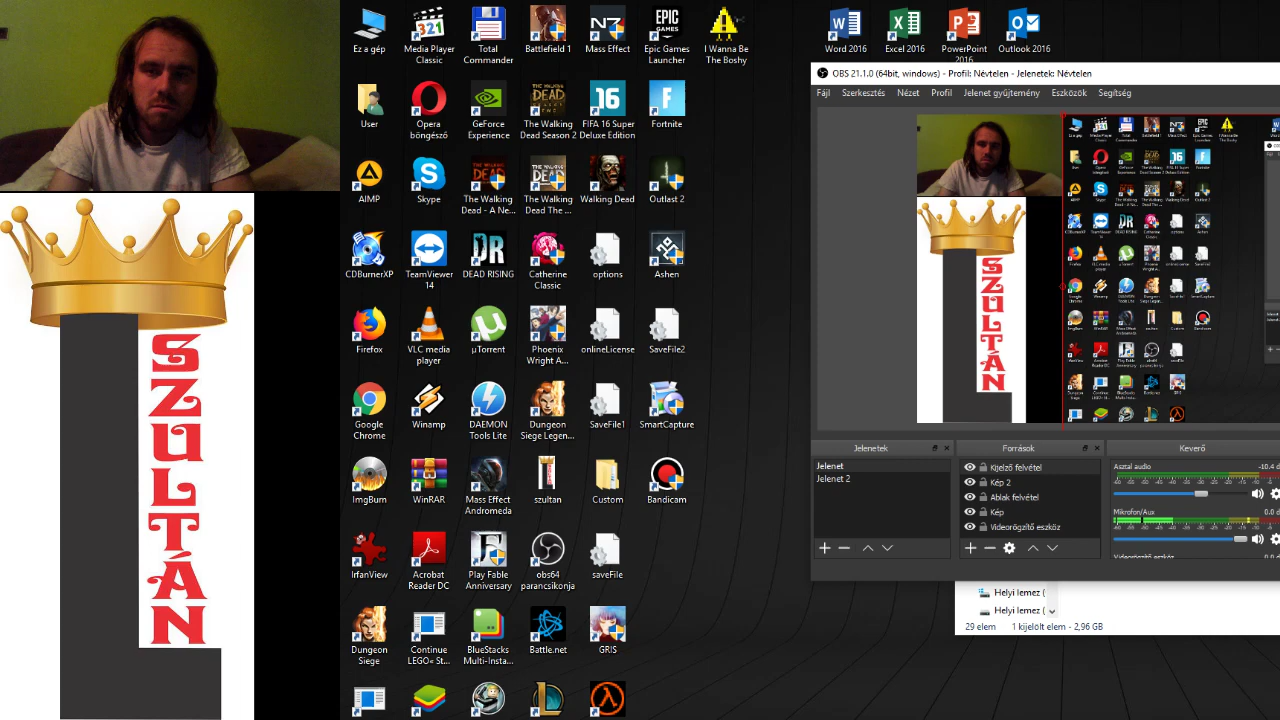 SZULTÁN
Ez a gép
Media Player
Classic
Total
Commander
Battlefield 1
Mass Effect
Epic Games
Launcher
I Wanna Be
The Boshy
User
Opera
böngésző
GeForce
Experience
The Walking
Dead Season 2
FIFA 16 Super
Deluxe Edition
Fortnite
AIMP
Skype
The Walking
Dead - A Ne...
The Walking
Dead The ...
Walking Dead
Outlast 2
CDBurnerXP
TeamViewer
14
DEAD RISING
Catherine
Classic
options
Ashen
Firefox
VLC media
player
µTorrent
Phoenix
Wright A...
onlineLicense
SaveFile2
Google
Chrome
Winamp
DAEMON
Tools Lite
Dungeon
Siege Legen...
SaveFile1
SmartCapture
ImgBurn
WinRAR
Mass Effect
Andromeda
szultan
Custom
Bandicam
IrfanView
Acrobat
Reader DC
Play Fable
Anniversary
obs64
parancsikonja
saveFile
Dungeon
Siege
Continue
LEGO« St...
BlueStacks
Multi-Insta...
Battle.net
GRIS
Word 2016
Excel 2016
PowerPoint
2016
Outlook 2016
OBS 21.1.0 (64bit, windows) - Profil: Névtelen - Jelenetek: Névtelen
Fájl Szerkesztés Nézet Profil Jelenet gyűjtemény Eszközök Segítség
SZULTÁN
Jelenetek
Jelenet
Jelenet 2
Források
Kijelző felvétel
Kép 2
Ablak felvétel
Kép
Videorögzítő eszköz
Keverő
Asztal audio -10.4 d
Mikrofon/Aux 0.0 d
Helyi lemez (
Helyi lemez (
29 elem 1 kijelölt elem - 2,96 GB